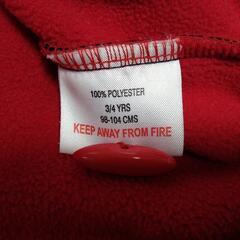 100% POLYESTER
3/4 YRS
98-104 CMS
KEEP AWAY FROM FIRE